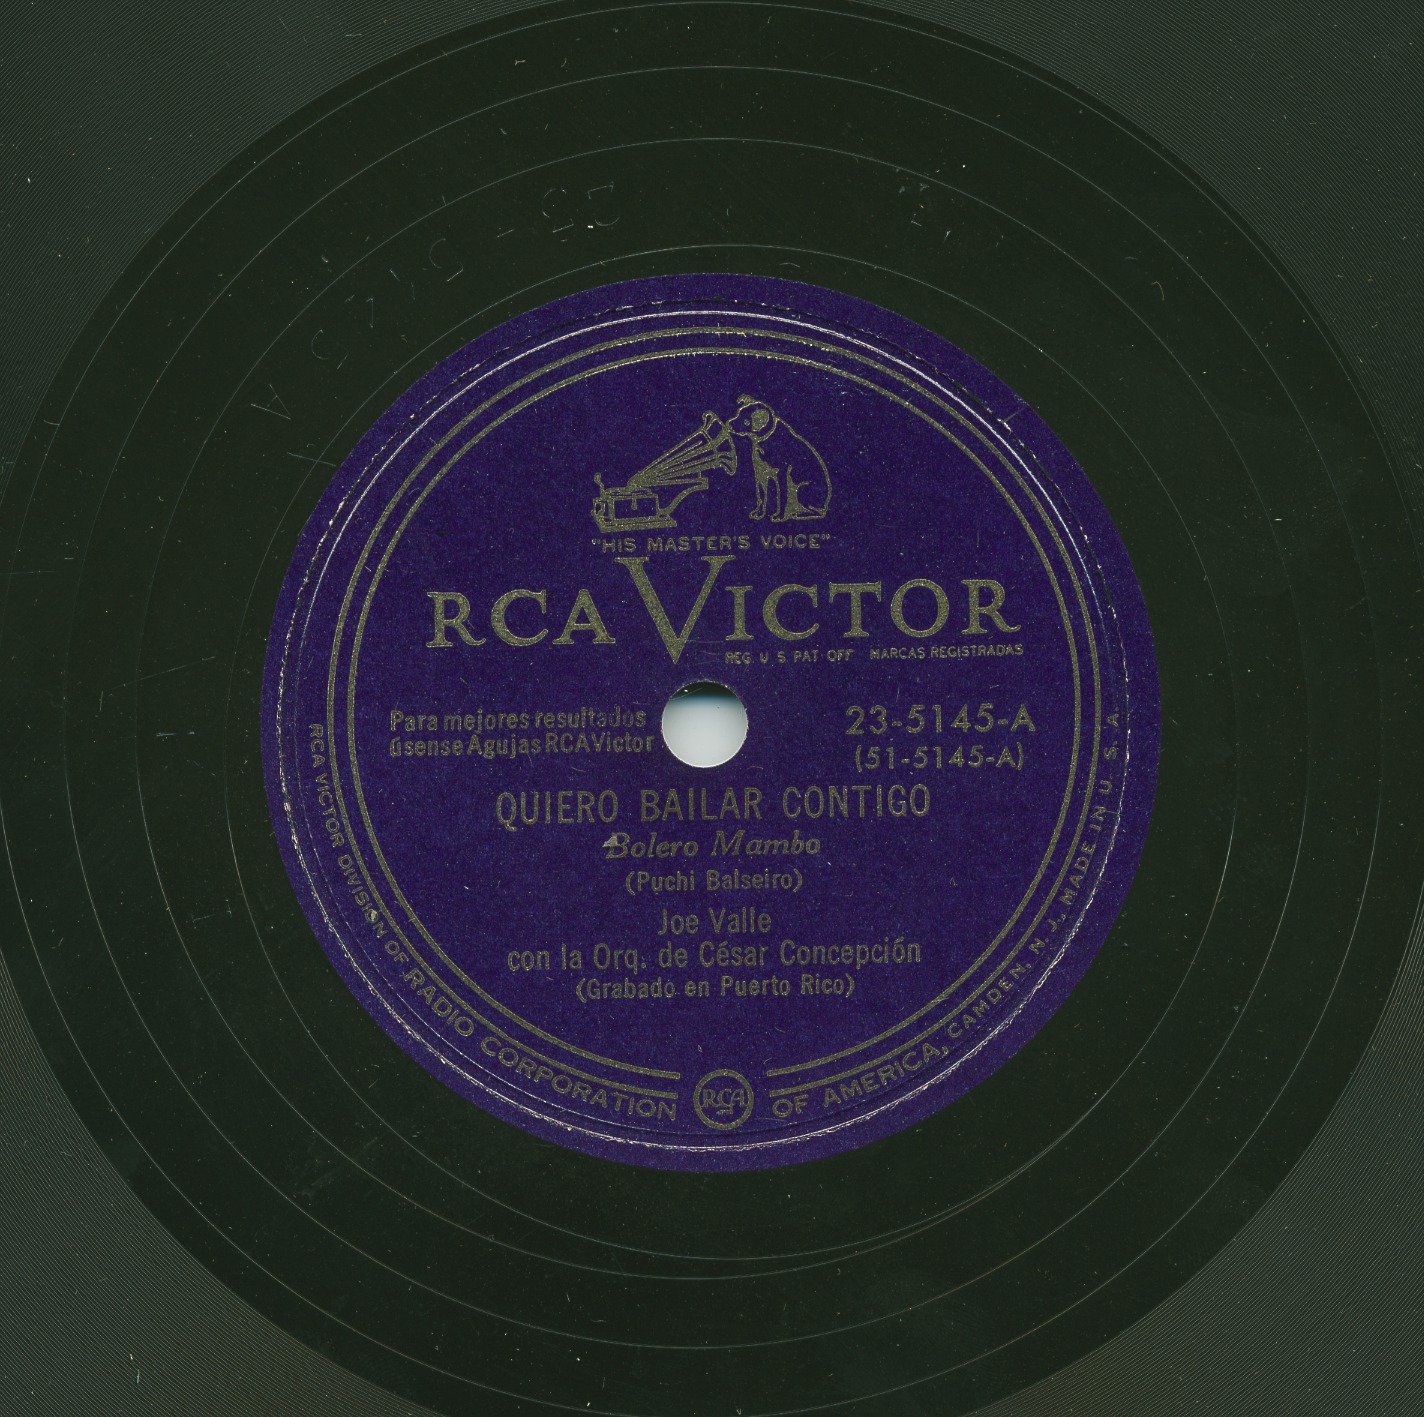 "HIS MASTER'S VOICE"
RCA VICTOR
REG. U. S. PAT. OFF. MARCAS REGISTRADAS
Para mejores resultados
úsense Agujas RCA Victor
23-5145-A
(51-5145-A)
QUIERO BAILAR CONTIGO
Bolero Mambo
(Puchi Balseiro)
Joe Valle
con la Orq. de César Concepción
(Grabado en Puerto Rico)
RCA VICTOR DIVISION OF RADIO CORPORATION OF AMERICA, CAMDEN, N. J., MADE IN U. S. A.
RCA